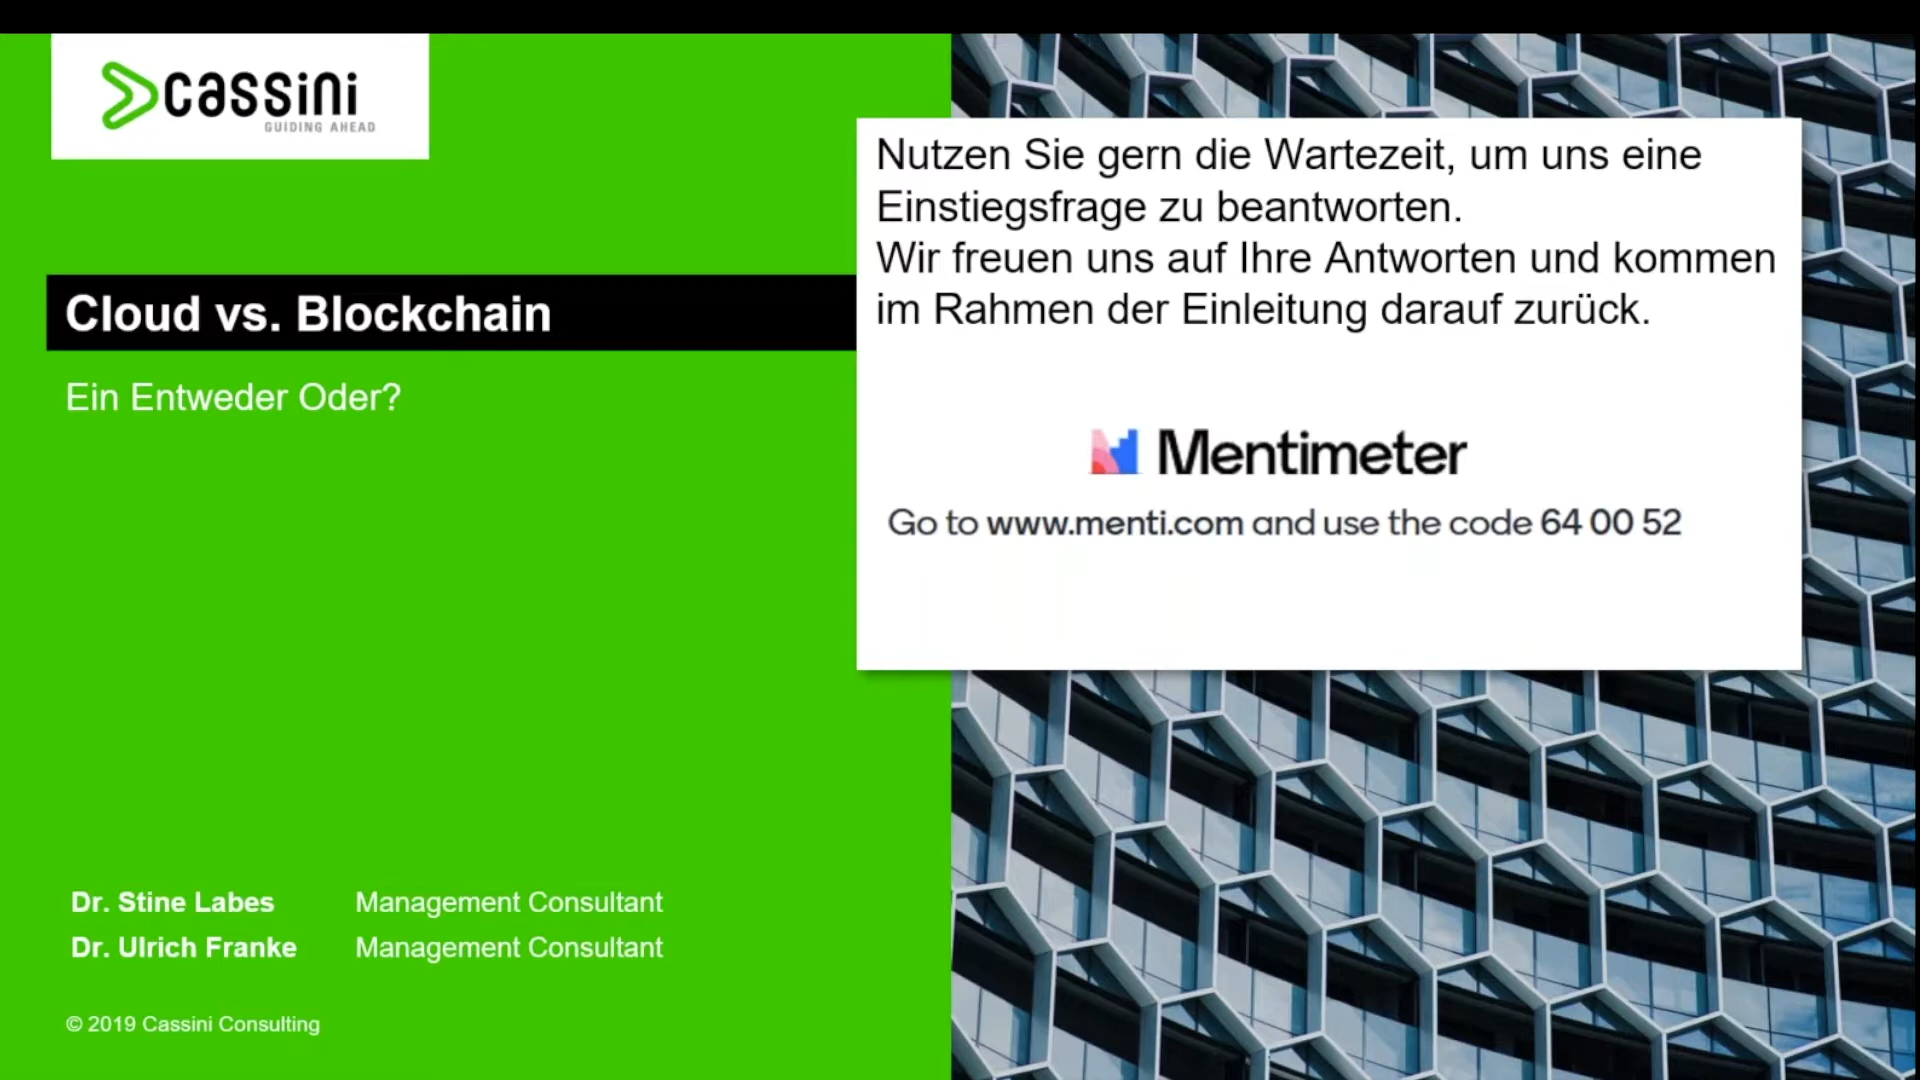 cassini
GUIDING AHEAD
Cloud vs. Blockchain
Ein Entweder Oder?
Nutzen Sie gern die Wartezeit, um uns eine
Einstiegsfrage zu beantworten.
Wir freuen uns auf Ihre Antworten und kommen
im Rahmen der Einleitung darauf zurück.
Mentimeter
Go to www.menti.com and use the code 64 00 52
Dr. Stine Labes Management Consultant
Dr. Ulrich Franke Management Consultant
© 2019 Cassini Consulting